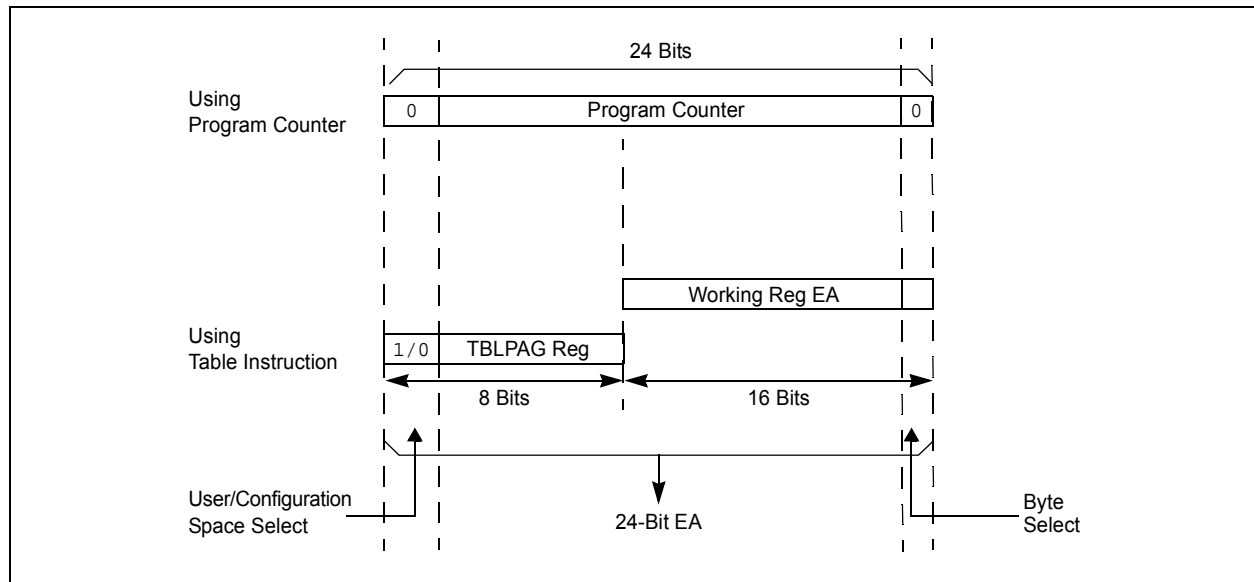 24 Bits
Using
Program Counter
0
Program Counter
0
Working Reg EA
Using
Table Instruction
1/0
TBLPAG Reg
8 Bits
16 Bits
User/Configuration
Space Select
24-Bit EA
Byte
Select